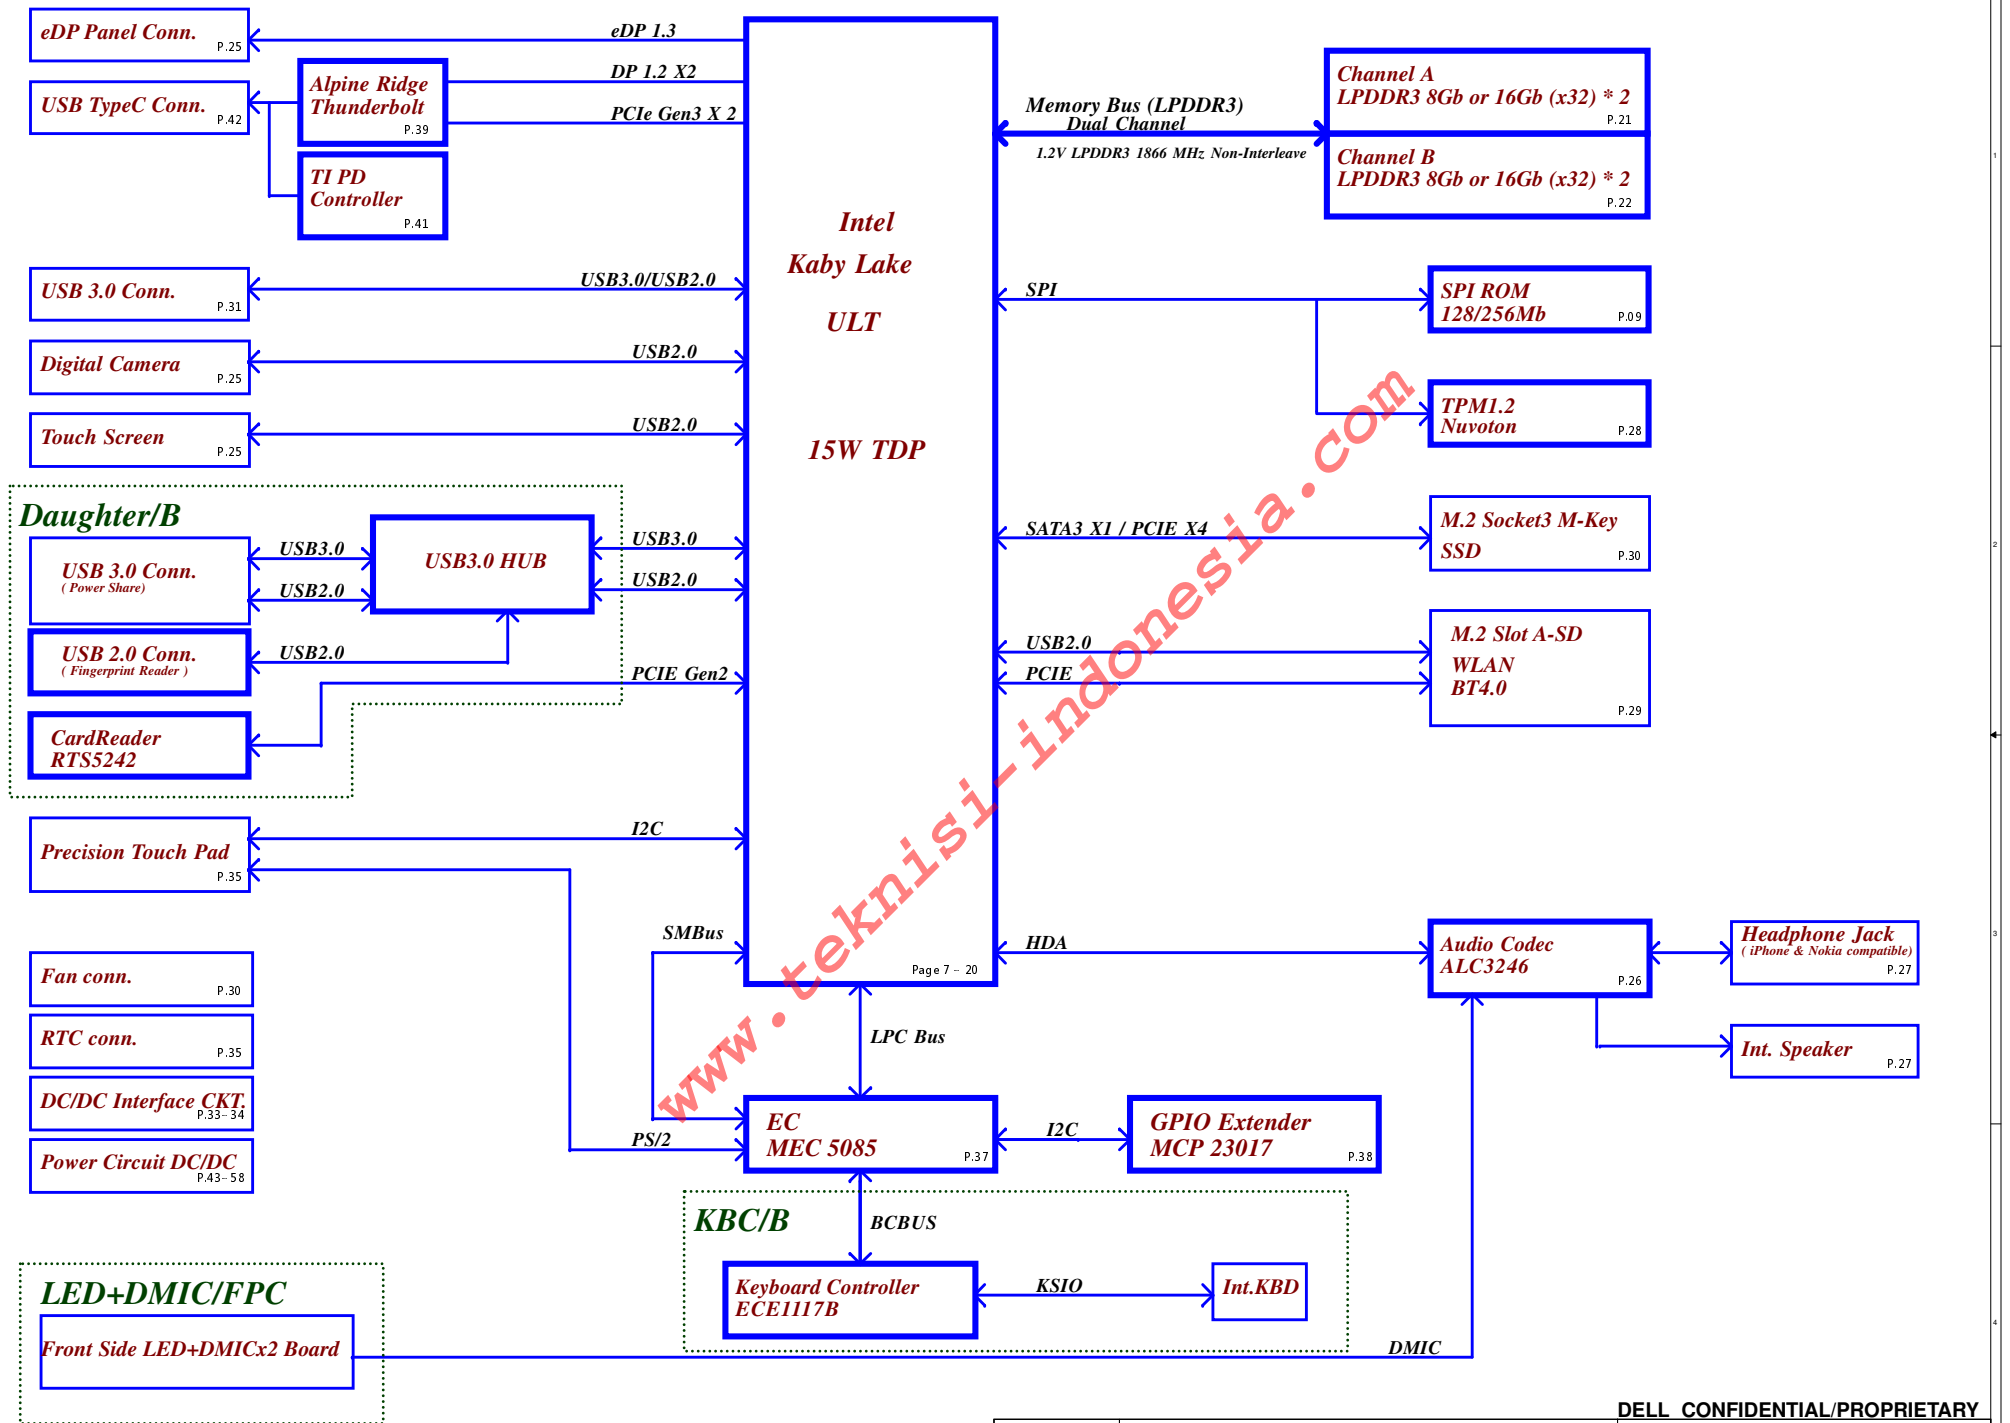 eDP Panel Conn.
P.25
eDP 1.3
USB TypeC Conn.
P.42
Alpine Ridge
Thunderbolt
P.39
DP 1.2 X2
PCIe Gen3 X 2
TI PD
Controller
P.41
Intel
Kaby Lake
ULT
15W TDP
Page 7 - 20
Memory Bus (LPDDR3)
Dual Channel
1.2V LPDDR3 1866 MHz Non-Interleave
Channel A
LPDDR3 8Gb or 16Gb (x32) * 2
P.21
Channel B
LPDDR3 8Gb or 16Gb (x32) * 2
P.22
USB 3.0 Conn.
P.31
USB3.0/USB2.0
Digital Camera
P.25
USB2.0
Touch Screen
P.25
USB2.0
SPI
SPI ROM
128/256Mb
P.09
TPM1.2
Nuvoton
P.28
Daughter/B
USB 3.0 Conn.
( Power Share)
USB3.0
USB2.0
USB3.0 HUB
USB3.0
USB2.0
USB 2.0 Conn.
( Fingerprint Reader )
USB2.0
PCIE Gen2
CardReader
RTS5242
SATA3 X1 / PCIE X4
M.2 Socket3 M-Key
SSD
P.30
USB2.0
PCIE
M.2 Slot A-SD
WLAN
BT4.0
P.29
Precision Touch Pad
P.35
I2C
SMBus
PS/2
Fan conn.
P.30
RTC conn.
P.35
DC/DC Interface CKT.
P.33-34
Power Circuit DC/DC
P.43-58
HDA
Audio Codec
ALC3246
P.26
Headphone Jack
( iPhone & Nokia compatible)
P.27
Int. Speaker
P.27
LPC Bus
EC
MEC 5085
P.37
I2C
GPIO Extender
MCP 23017
P.38
KBC/B
BCBUS
Keyboard Controller
ECE1117B
KSIO
Int.KBD
LED+DMIC/FPC
Front Side LED+DMICx2 Board
DMIC
www.teknisi-indonesia.com
1
2
3
4
DELL CONFIDENTIAL/PROPRIETARY